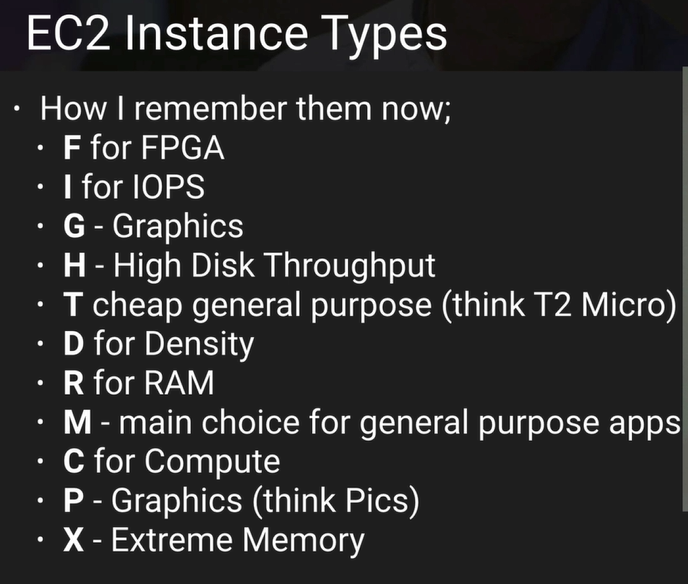 EC2 Instance Types
• How I remember them now;
• F for FPGA
• I for IOPS
• G - Graphics
• H - High Disk Throughput
• T cheap general purpose (think T2 Micro)
• D for Density
• R for RAM
• M - main choice for general purpose apps
• C for Compute
• P - Graphics (think Pics)
• X - Extreme Memory